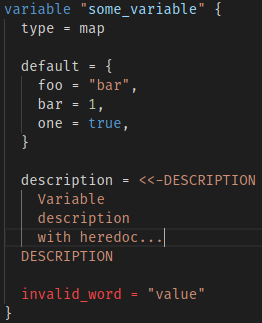 variable "some_variable" {
  type = map

  default = {
    foo = "bar",
    bar = 1,
    one = true,
  }

  description = <<-DESCRIPTION
    Variable
    description
    with heredoc...
  DESCRIPTION

  invalid_word = "value"
}